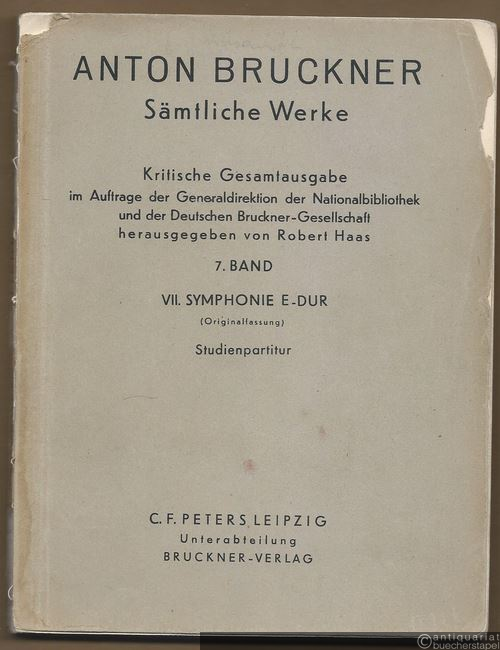 ANTON BRUCKNER
Sämtliche Werke
Kritische Gesamtausgabe
im Auftrage der Generaldirektion der Nationalbibliothek
und der Deutschen Bruckner-Gesellschaft
herausgegeben von Robert Haas
7. BAND
VII. SYMPHONIE E-DUR
(Originalfassung)
Studienpartitur
C. F. PETERS, LEIPZIG
Unterabteilung
BRUCKNER-VERLAG
antiquariat
buecherstapel